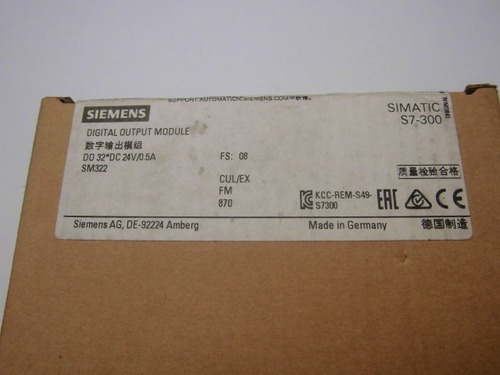 SUPPORT.AUTOMATION.SIEMENS.COM
SIEMENS
SIMATIC
S7-300
DIGITAL OUTPUT MODULE
数字输出模组
DO 32*DC 24V/0.5A
FS: 08
SM322
质量检验合格
CUL/EX
FM
KCC-REM-S49-
S7300
EAC
870
Siemens AG, DE-92224 Amberg
Made in Germany
德国制造